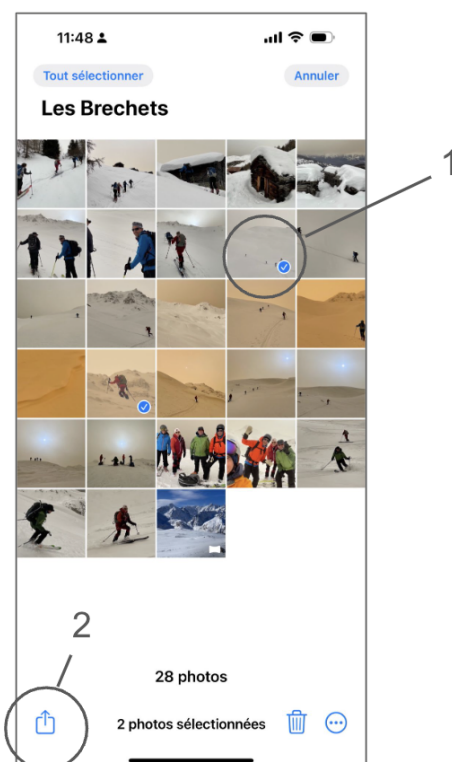 11:48
Tout sélectionner
Annuler
Les Brechets
1
2
28 photos
2 photos sélectionnées